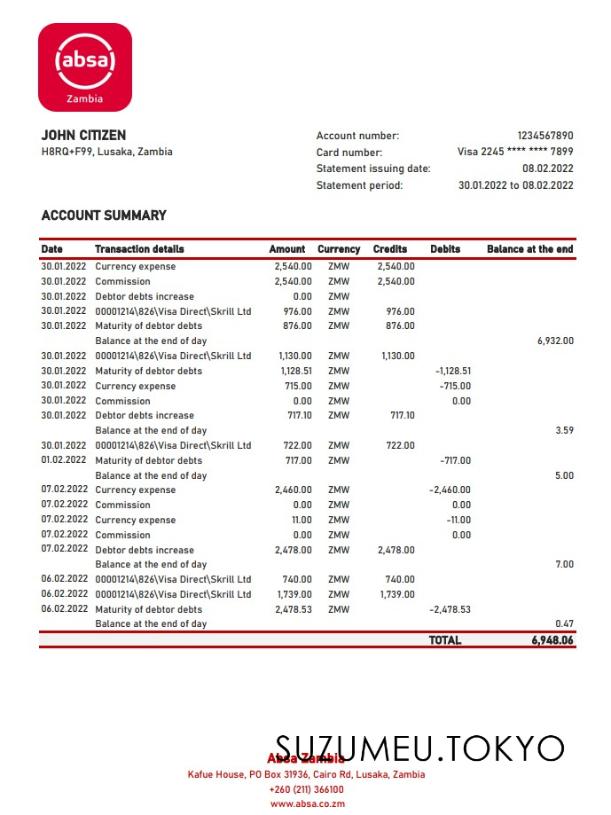 absa
Zambia
JOHN CITIZEN
H8RQ+F99, Lusaka, Zambia
Account number: 1234567890
Card number: Visa 2245 **** **** 7899
Statement issuing date: 08.02.2022
Statement period: 30.01.2022 to 08.02.2022
ACCOUNT SUMMARY
Date Transaction details Amount Currency Credits Debits Balance at the end
30.01.2022 Currency expense 2,540.00 ZMW 2,540.00
30.01.2022 Commission 2,540.00 ZMW 2,540.00
30.01.2022 Debtor debts increase 0.00 ZMW
30.01.2022 00001214\826\Visa Direct\Skrill Ltd 976.00 ZMW 976.00
30.01.2022 Maturity of debtor debts 876.00 ZMW 876.00
Balance at the end of day 6,932.00
30.01.2022 00001214\826\Visa Direct\Skrill Ltd 1,130.00 ZMW 1,130.00
30.01.2022 Maturity of debtor debts 1,128.51 ZMW -1,128.51
30.01.2022 Currency expense 715.00 ZMW -715.00
30.01.2022 Commission 0.00 ZMW 0.00
30.01.2022 Debtor debts increase 717.10 ZMW 717.10
Balance at the end of day 3.59
30.01.2022 00001214\826\Visa Direct\Skrill Ltd 722.00 ZMW 722.00
01.02.2022 Maturity of debtor debts 717.00 ZMW -717.00
Balance at the end of day 5.00
07.02.2022 Currency expense 2,460.00 ZMW -2,460.00
07.02.2022 Commission 0.00 ZMW 0.00
07.02.2022 Currency expense 11.00 ZMW -11.00
07.02.2022 Commission 0.00 ZMW 0.00
07.02.2022 Debtor debts increase 2,478.00 ZMW 2,478.00
Balance at the end of day 7.00
06.02.2022 00001214\826\Visa Direct\Skrill Ltd 740.00 ZMW 740.00
06.02.2022 00001214\826\Visa Direct\Skrill Ltd 1,739.00 ZMW 1,739.00
06.02.2022 Maturity of debtor debts 2,478.53 ZMW -2,478.53
Balance at the end of day 0.47
TOTAL 6,948.06
SUZUMEU.TOKYO
Absa Zambia
Kafue House, PO Box 31936, Cairo Rd, Lusaka, Zambia
+260 (211) 366100
www.absa.co.zm